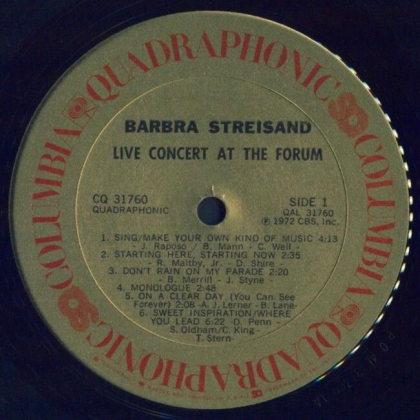 QUADRAPHONIC
COLUMBIA
COLUMBIA
QUADRAPHONIC
QUADRAPHONIC
BARBRA STREISAND
LIVE CONCERT AT THE FORUM
CQ 31760
QUADRAPHONIC
SIDE 1
QAL 31760
℗ 1972 CBS, Inc.
1. SING/MAKE YOUR OWN KIND OF MUSIC 4:13
- J. Raposo / B. Mann - C. Weil -
2. STARTING HERE, STARTING NOW 2:35
- R. Maltby, Jr. - D. Shire -
3. DON'T RAIN ON MY PARADE 2:20
- B. Merrill - J. Styne -
4. MONOLOGUE 2:48
5. ON A CLEAR DAY (You Can See
Forever) 2:08 -A. J. Lerner - B. Lane-
6. SWEET INSPIRATION/WHERE
YOU LEAD 6:22 -D. Penn -
S. Oldham/C. King -
T. Stern-